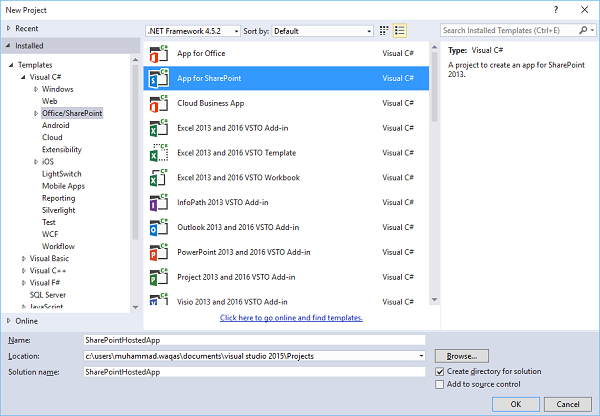 New Project
? ×
Recent
.NET Framework 4.5.2 Sort by: Default
Search Installed Templates (Ctrl+E)
Installed
Templates
Visual C#
Windows
Web
Office/SharePoint
Android
Cloud
Extensibility
iOS
LightSwitch
Mobile Apps
Reporting
Silverlight
Test
WCF
Workflow
Visual Basic
Visual C++
Visual F#
SQL Server
JavaScript
Online
App for Office Visual C#
App for SharePoint Visual C#
Cloud Business App Visual C#
Excel 2013 and 2016 VSTO Add-in Visual C#
Excel 2013 and 2016 VSTO Template Visual C#
Excel 2013 and 2016 VSTO Workbook Visual C#
InfoPath 2013 VSTO Add-in Visual C#
Outlook 2013 and 2016 VSTO Add-in Visual C#
PowerPoint 2013 and 2016 VSTO Add-in Visual C#
Project 2013 and 2016 VSTO Add-in Visual C#
Visio 2013 and 2016 VSTO Add-in Visual C#
Click here to go online and find templates.
Type: Visual C#
A project to create an app for SharePoint
2013.
Name: SharePointHostedApp
Location: c:\users\muhammad.waqas\documents\visual studio 2015\Projects
Browse...
Solution name: SharePointHostedApp
Create directory for solution
Add to source control
OK Cancel